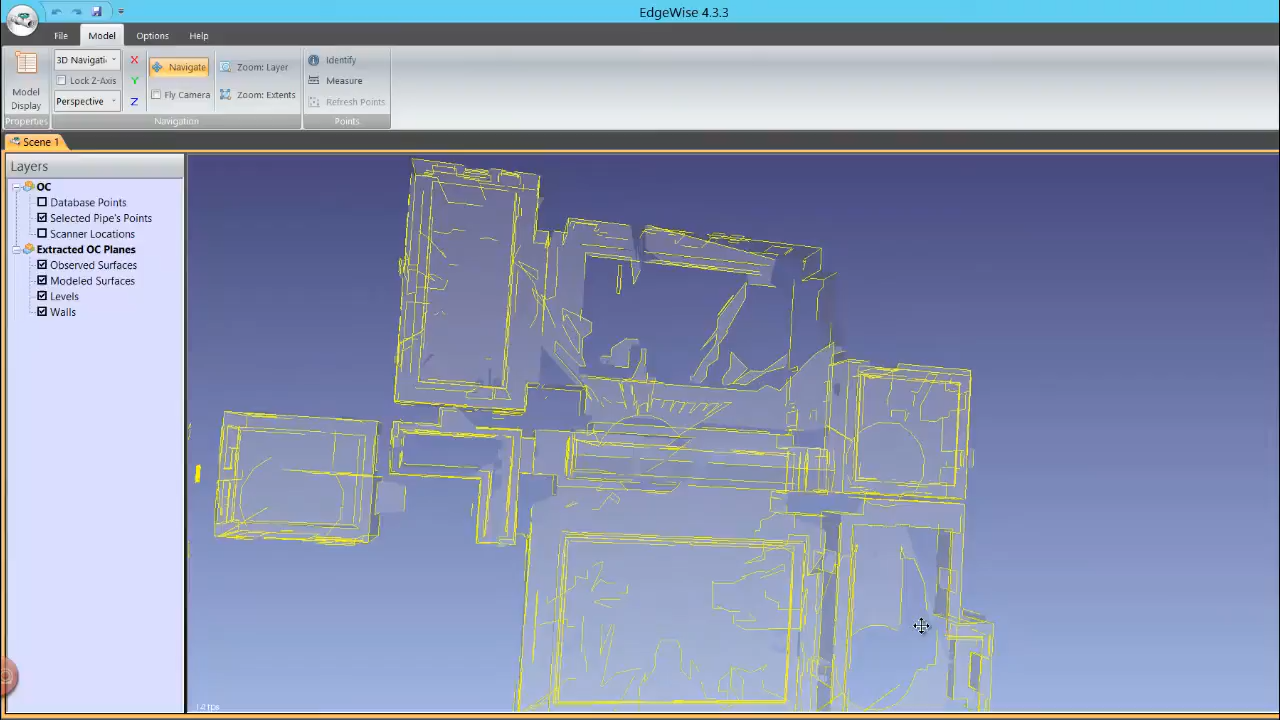 EdgeWise 4.3.3
File Model Options Help
Model Display
3D Navigati
Lock Z-Axis
Perspective
X
Y
Z
Navigate
Fly Camera
Zoom: Layer
Zoom: Extents
Identify
Measure
Refresh Points
Properties Navigation Points
Scene 1
Layers
OC
Database Points
Selected Pipe's Points
Scanner Locations
Extracted OC Planes
Observed Surfaces
Modeled Surfaces
Levels
Walls